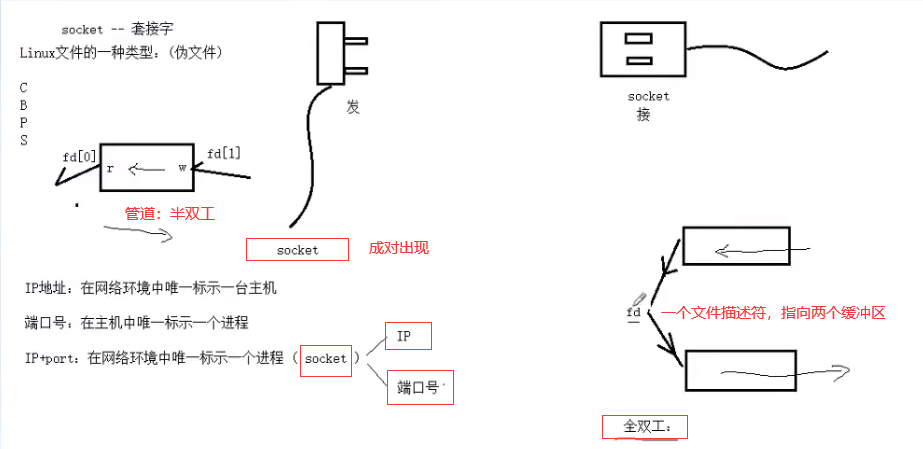 socket -- 套接字
Linux文件的一种类型:（伪文件）
C
B
P
S
fd[0]
r
w
fd[1]
管道：半双工
发
socket
成对出现
socket
接
IP地址：在网络环境中唯一标示一台主机
端口号：在主机中唯一标示一个进程
IP+port：在网络环境中唯一标示一个进程（socket）
IP
端口号
fd
一个文件描述符，指向两个缓冲区
全双工：